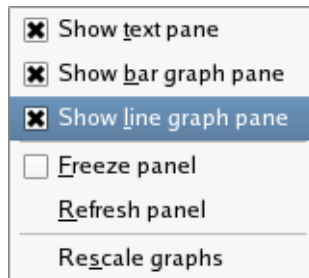 Show text pane
Show bar graph pane
Show line graph pane
Freeze panel
Refresh panel
Rescale graphs